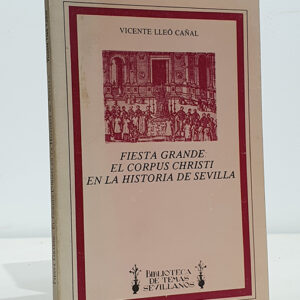 VICENTE LLEÓ CAÑAL
FIESTA GRANDE
EL CORPUS CHRISTI
EN LA HISTORIA DE SEVILLA
BIBLIOTECA
DE TEMAS
SEVILLANOS